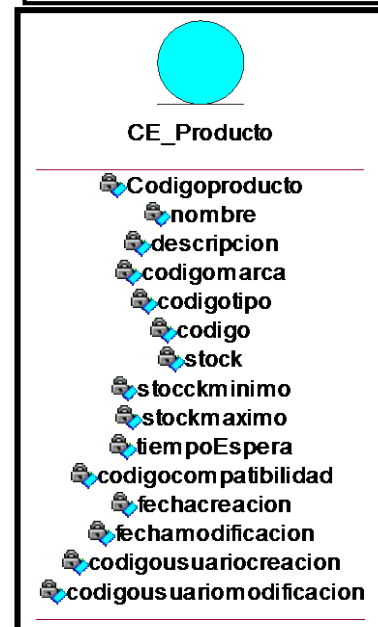 CE_Producto
Codigoproducto
nombre
descripcion
codigomarca
codigotipo
codigo
stock
stocckminimo
stockmaximo
tiempoEspera
codigocompatibilidad
fechacreacion
fechamodificacion
codigousuariocreacion
codigousuariomodificacion